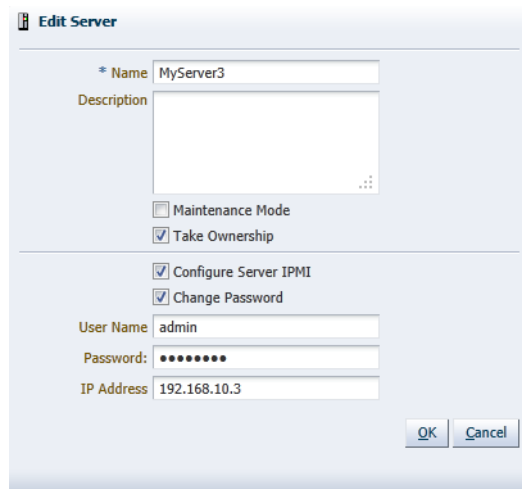 Edit Server
* Name MyServer3
Description
Maintenance Mode
Take Ownership
Configure Server IPMI
Change Password
User Name admin
Password: ●●●●●●●●
IP Address 192.168.10.3
OK Cancel